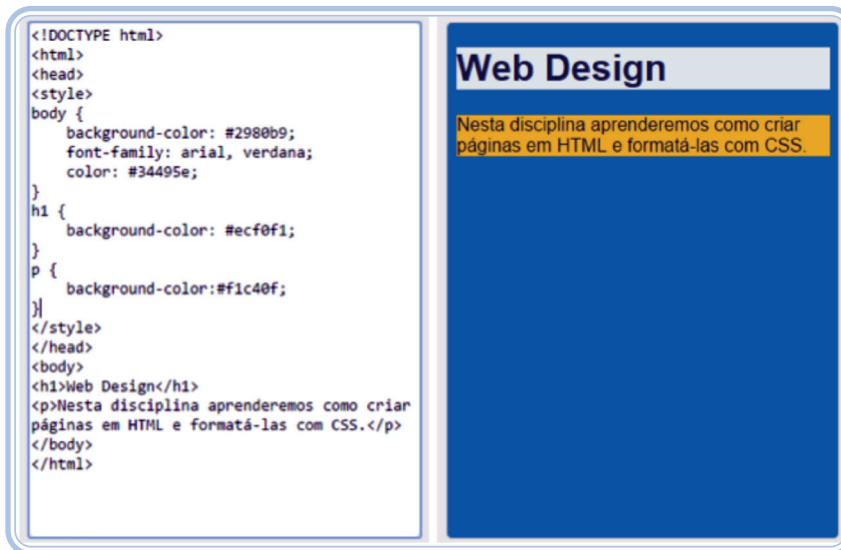 <!DOCTYPE html>
<html>
<head>
<style>
body {
    background-color: #2980b9;
    font-family: arial, verdana;
    color: #34495e;
}
h1 {
    background-color: #ecf0f1;
}
p {
    background-color:#f1c40f;
}
</style>
</head>
<body>
<h1>Web Design</h1>
<p>Nesta disciplina aprenderemos como criar
páginas em HTML e formatá-las com CSS.</p>
</body>
</html>
Web Design
Nesta disciplina aprenderemos como criar
páginas em HTML e formatá-las com CSS.